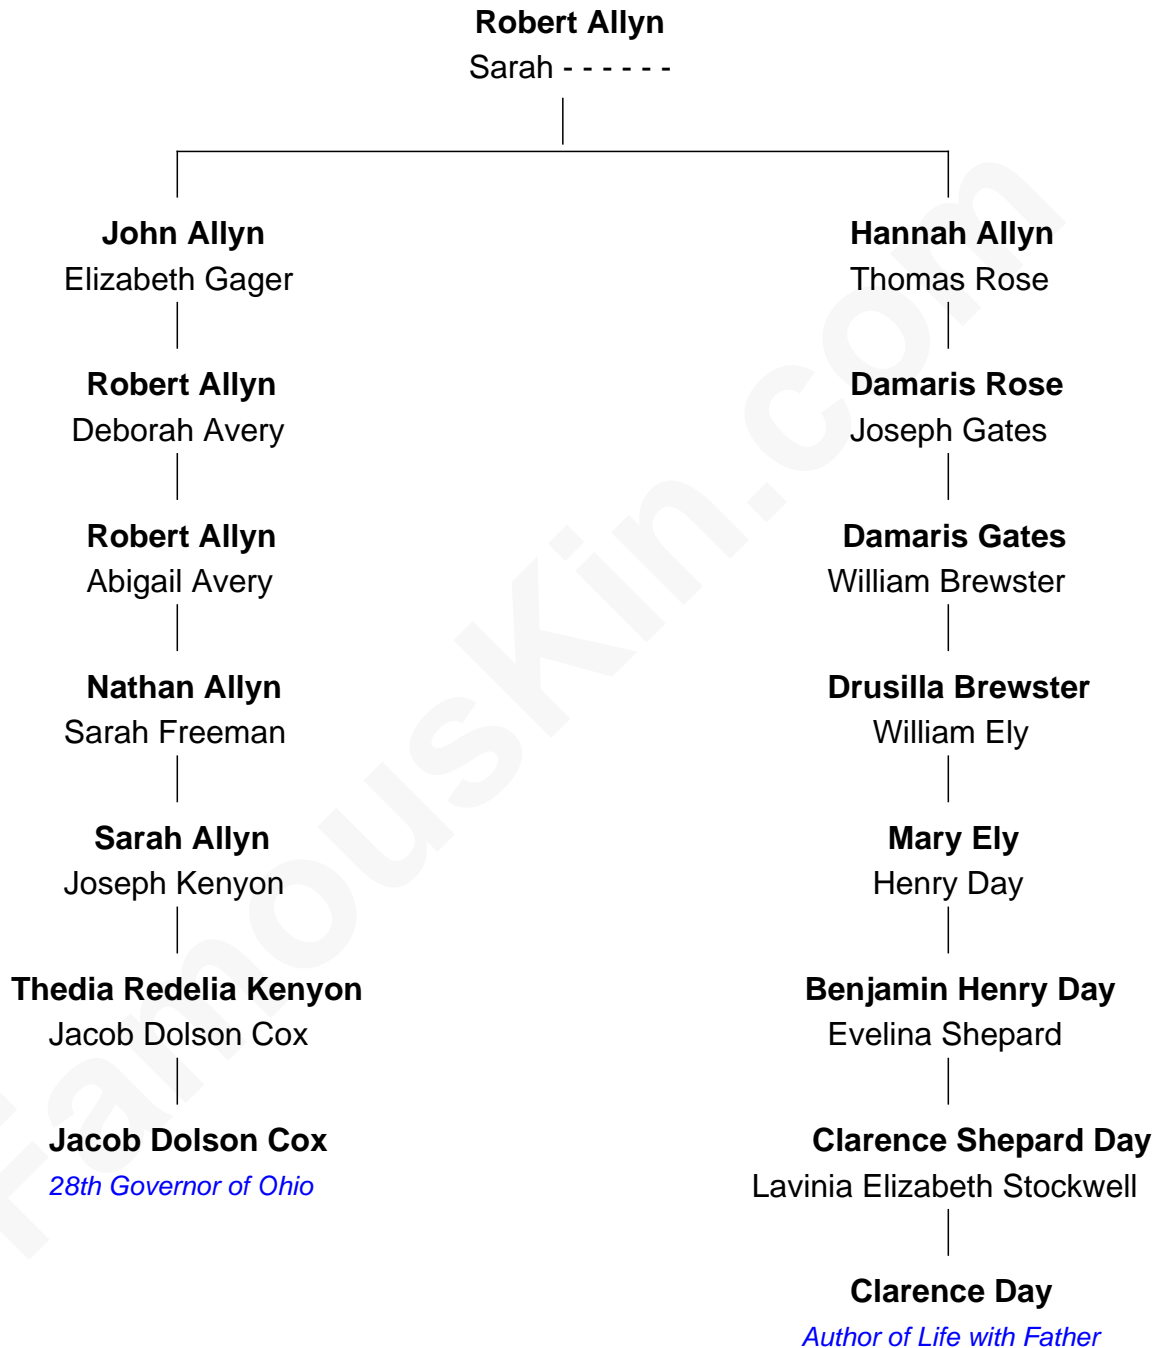 Robert Allyn
Sarah - - - - - -
John Allyn
Elizabeth Gager
Hannah Allyn
Thomas Rose
Robert Allyn
Deborah Avery
Damaris Rose
Joseph Gates
Robert Allyn
Abigail Avery
Damaris Gates
William Brewster
Nathan Allyn
Sarah Freeman
Drusilla Brewster
William Ely
Sarah Allyn
Joseph Kenyon
Mary Ely
Henry Day
Thedia Redelia Kenyon
Jacob Dolson Cox
Benjamin Henry Day
Evelina Shepard
Jacob Dolson Cox
28th Governor of Ohio
Clarence Shepard Day
Lavinia Elizabeth Stockwell
Clarence Day
Author of Life with Father
FamousKin.com